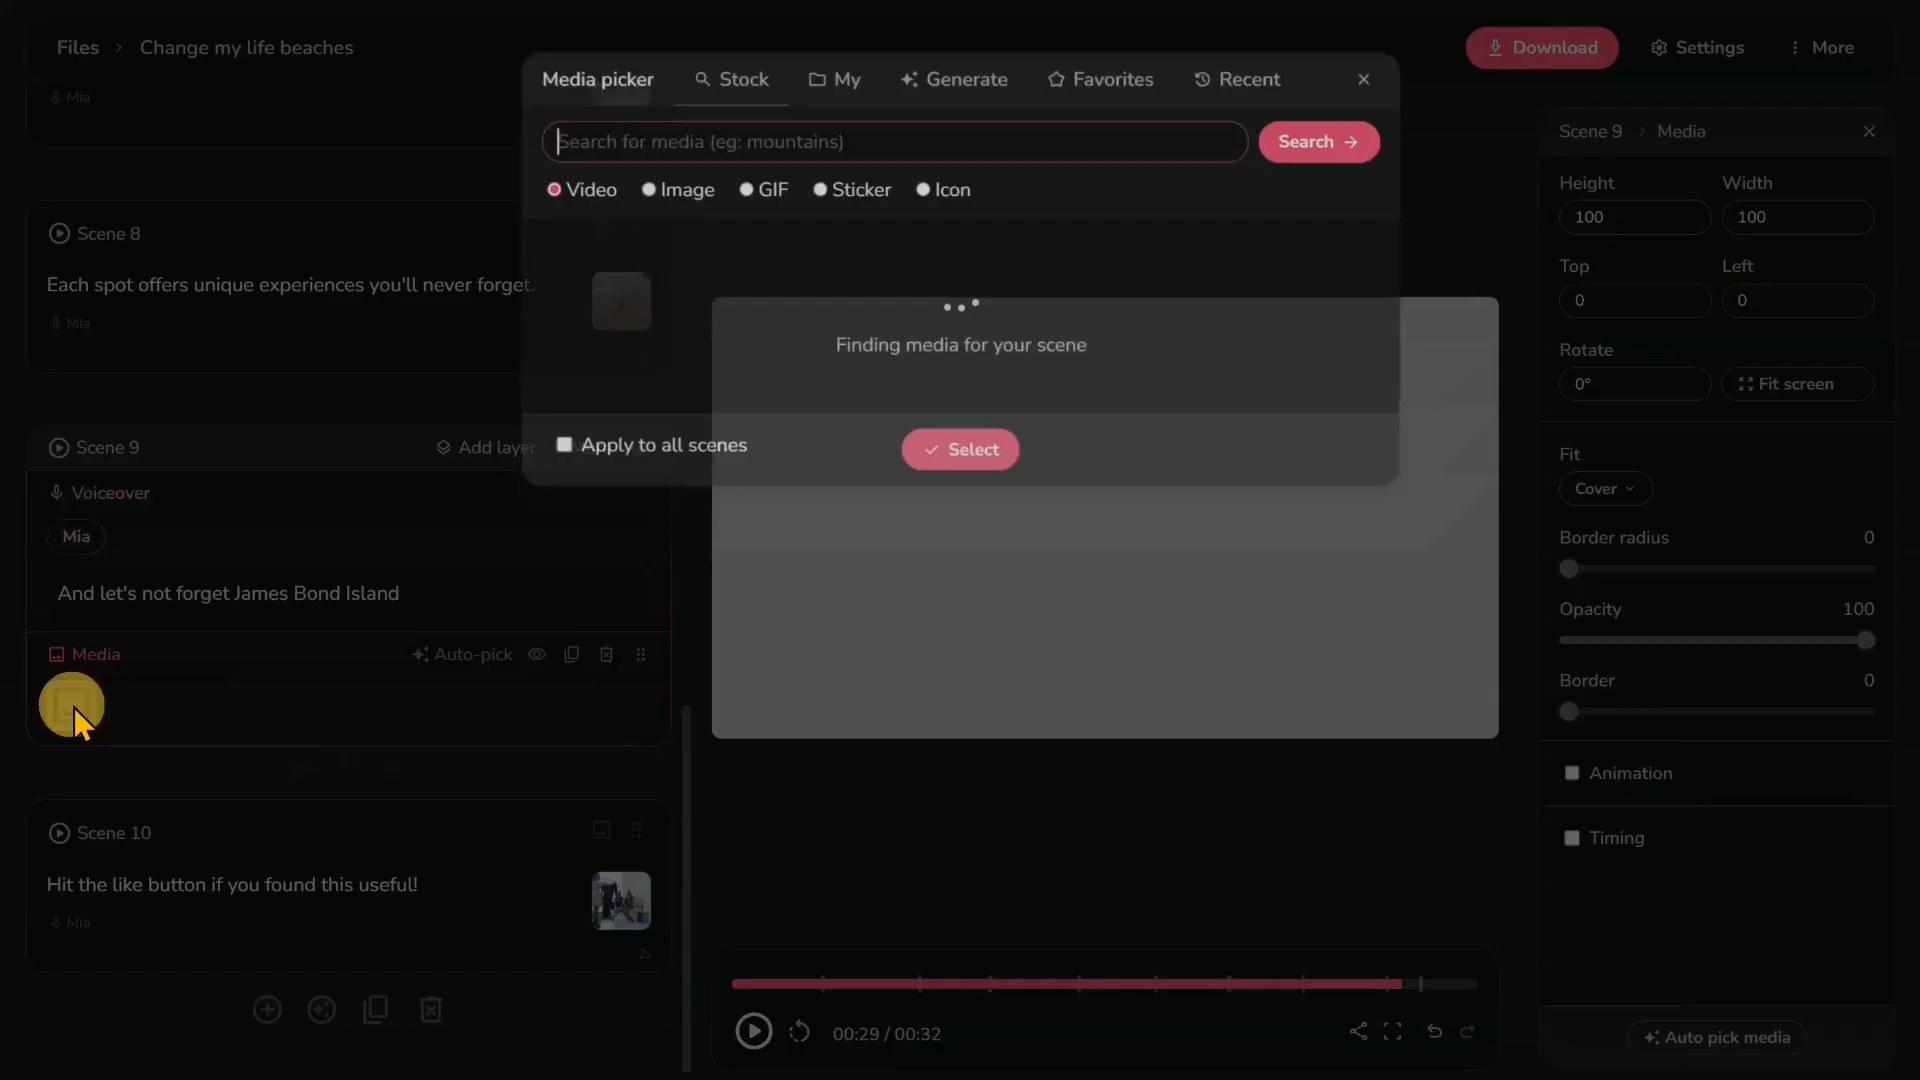 Files > Change my life beaches
Download
Settings
More
Mia
Media picker
Stock
My
Generate
Favorites
Recent
Search for media (eg: mountains)
Search
Video
Image
GIF
Sticker
Icon
Scene 8
Each spot offers unique experiences you'll never forget.
Mia
Finding media for your scene
Apply to all scenes
Select
Scene 9
Add layer
Voiceover
Mia
And let's not forget James Bond Island
Media
Auto-pick
Scene 10
Hit the like button if you found this useful!
Mia
2s
00:29 / 00:32
Scene 9 > Media
Height
Width
100
100
Top
Left
0
0
Rotate
0°
Fit screen
Fit
Cover
Border radius
0
Opacity
100
Border
0
Animation
Timing
Auto pick media